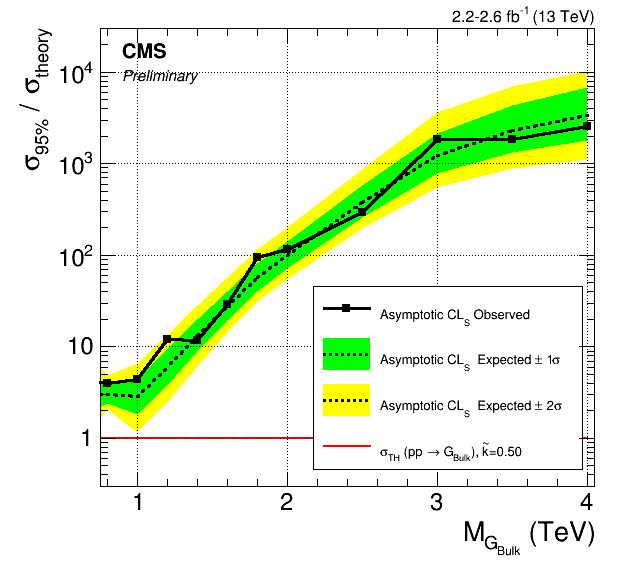 2.2-2.6 fb⁻¹ (13 TeV)
CMS
Preliminary
σ95% / σtheory
10⁴
10³
10²
10
1
Asymptotic CLS Observed
Asymptotic CLS Expected ± 1σ
Asymptotic CLS Expected ± 2σ
σTH (pp → GBulk), k̃=0.50
1 2 3 4
MGBulk (TeV)